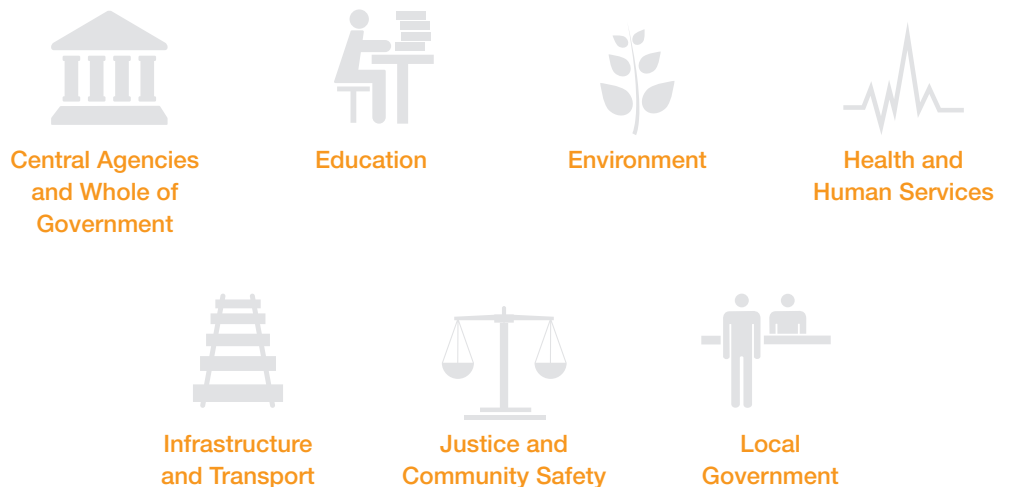 Central Agencies
and Whole of
Government
Education
Environment
Health and
Human Services
Infrastructure
and Transport
Justice and
Community Safety
Local
Government